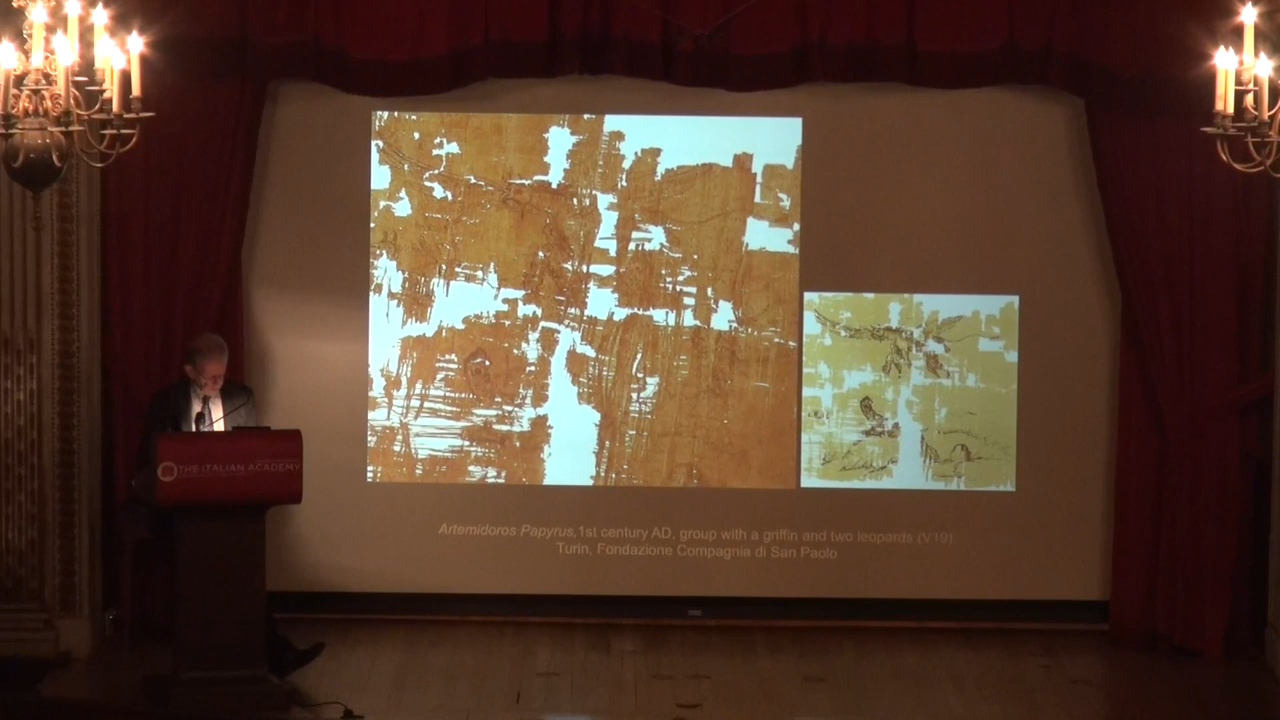 THE ITALIAN ACADEMY
Artemidoros Papyrus, 1st century AD, group with a griffin and two leopards (V19).
Turin, Fondazione Compagnia di San Paolo